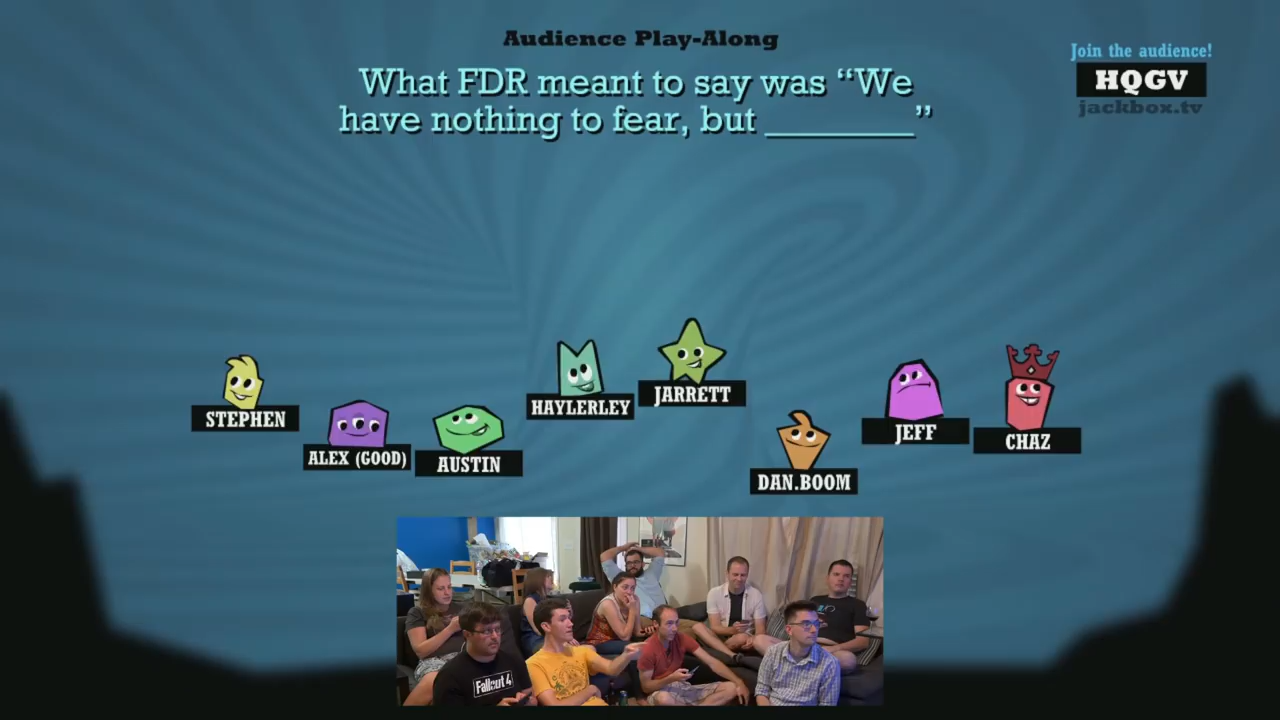 Audience Play-Along
What FDR meant to say was “We
have nothing to fear, but ________”
Join the audience!
HQGV
jackbox.tv
STEPHEN
ALEX (GOOD)
AUSTIN
HAYLERLEY
JARRETT
DAN.BOOM
JEFF
CHAZ
Fallout 4